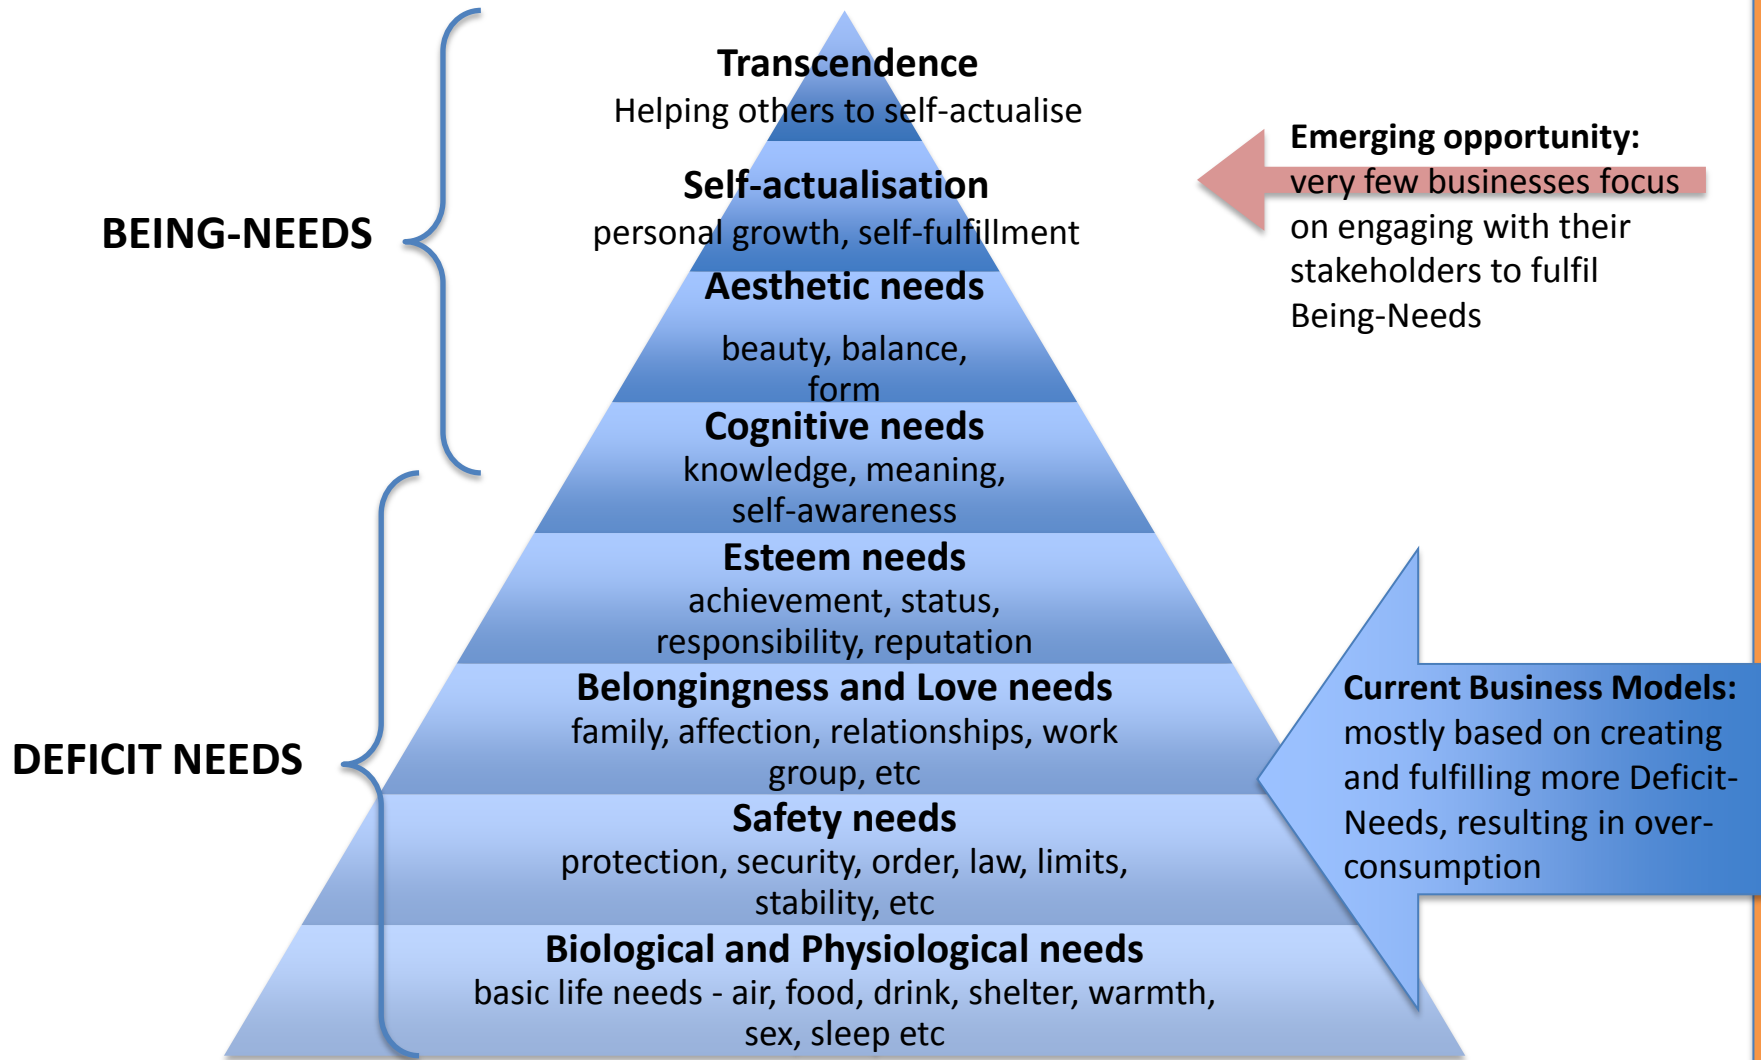 Transcendence
Helping others to self-actualise
Self-actualisation
personal growth, self-fulfillment
Aesthetic needs
beauty, balance,
form
Cognitive needs
knowledge, meaning,
self-awareness
Esteem needs
achievement, status,
responsibility, reputation
Belongingness and Love needs
family, affection, relationships, work
group, etc
Safety needs
protection, security, order, law, limits,
stability, etc
Biological and Physiological needs
basic life needs - air, food, drink, shelter, warmth,
sex, sleep etc
BEING-NEEDS
DEFICIT NEEDS
Emerging opportunity:
very few businesses focus
on engaging with their
stakeholders to fulfil
Being-Needs
Current Business Models:
mostly based on creating
and fulfilling more Deficit-
Needs, resulting in over-
consumption